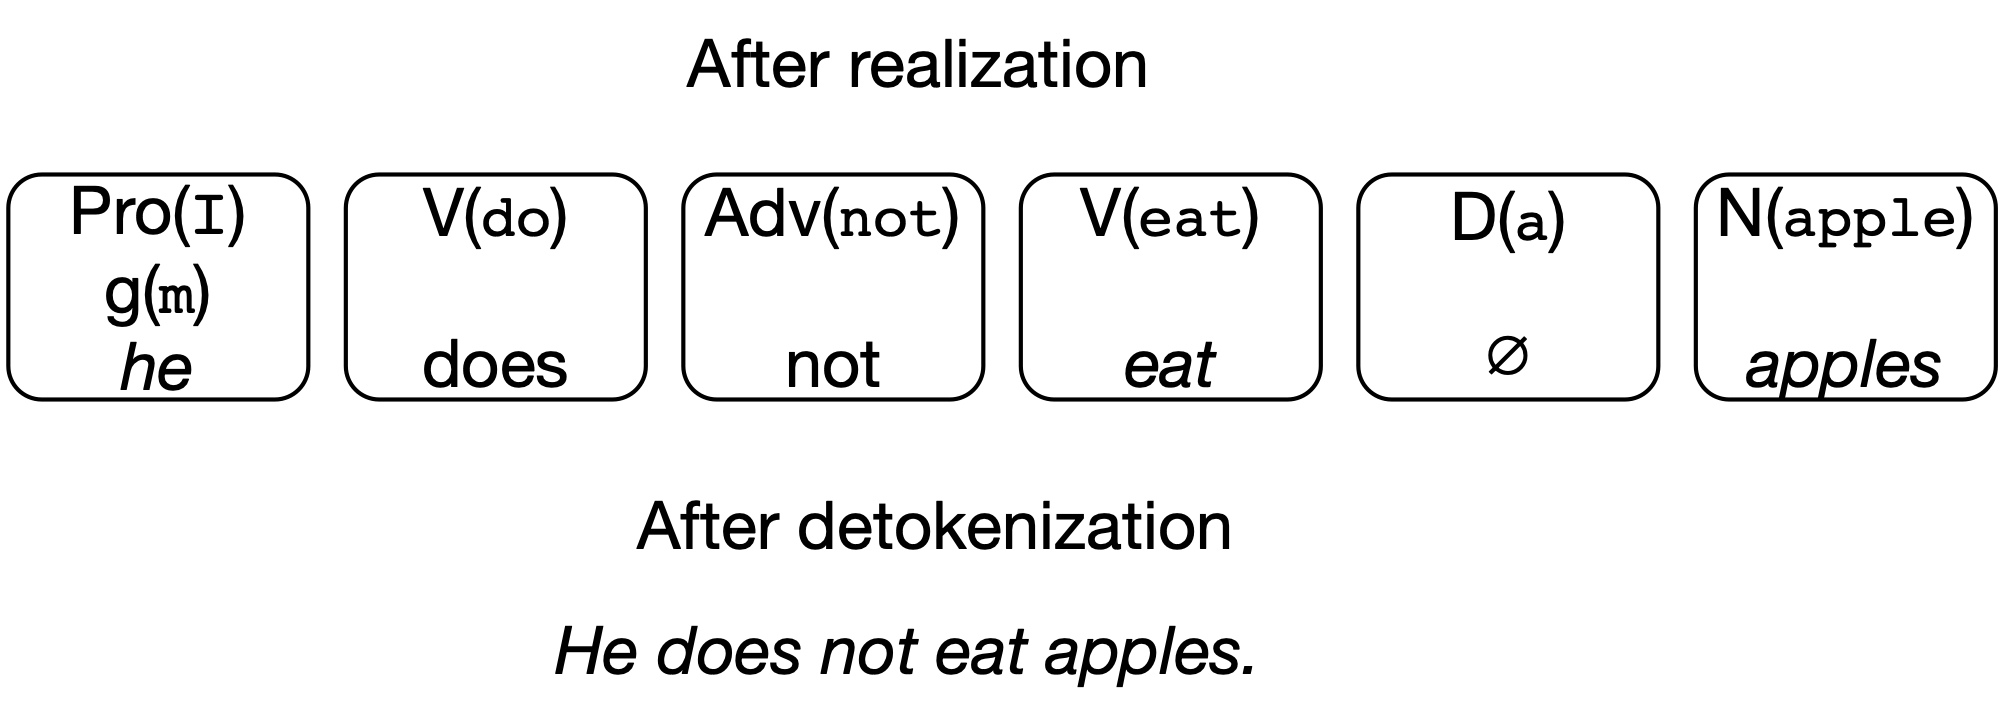 After realization
Pro(I) V(do) Adv(not) V(eat) D(a) N(apple)
g(m)
he does not eat ∅ apples
After detokenization
He does not eat apples.